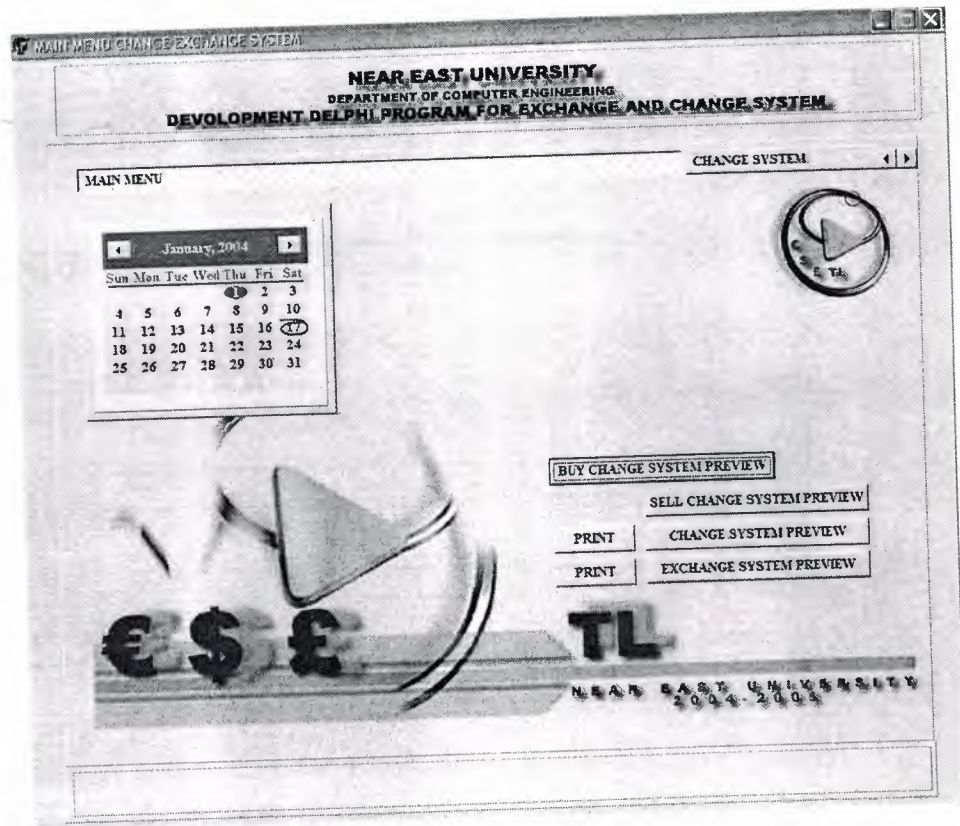 MAIN MENU CHANGE EXCHANGE SYSTEM
NEAR EAST UNIVERSITY
DEPARTMENT OF COMPUTER ENGINEERING
DEVOLOPMENT DELPHI PROGRAM FOR EXCHANGE AND CHANGE SYSTEM
MAIN MENU
CHANGE SYSTEM
January, 2004
Sun Mon Tue Wed Thu Fri Sat
1 2 3
4 5 6 7 8 9 10
11 12 13 14 15 16 17
18 19 20 21 22 23 24
25 26 27 28 29 30 31
BUY CHANGE SYSTEM PREVIEW
SELL CHANGE SYSTEM PREVIEW
PRINT CHANGE SYSTEM PREVIEW
PRINT EXCHANGE SYSTEM PREVIEW
€ $ £ TL
NEAR EAST UNIVERSITY
2004-2005